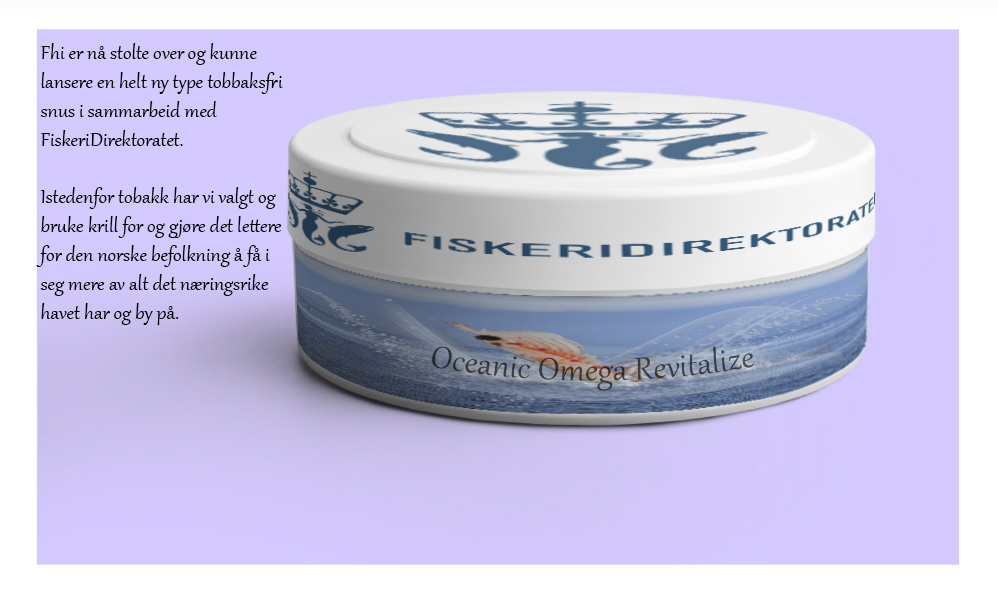 Fhi er nå stolte over og kunne
lansere en helt ny type tobbaksfri
snus i sammarbeid med
FiskeriDirektoratet.
Istedenfor tobakk har vi valgt og
bruke krill for og gjøre det lettere
for den norske befolkning å få i
seg mere av alt det næringsrike
havet har og by på.
FISKERIDIREKTORATE
Oceanic Omega Revitalize